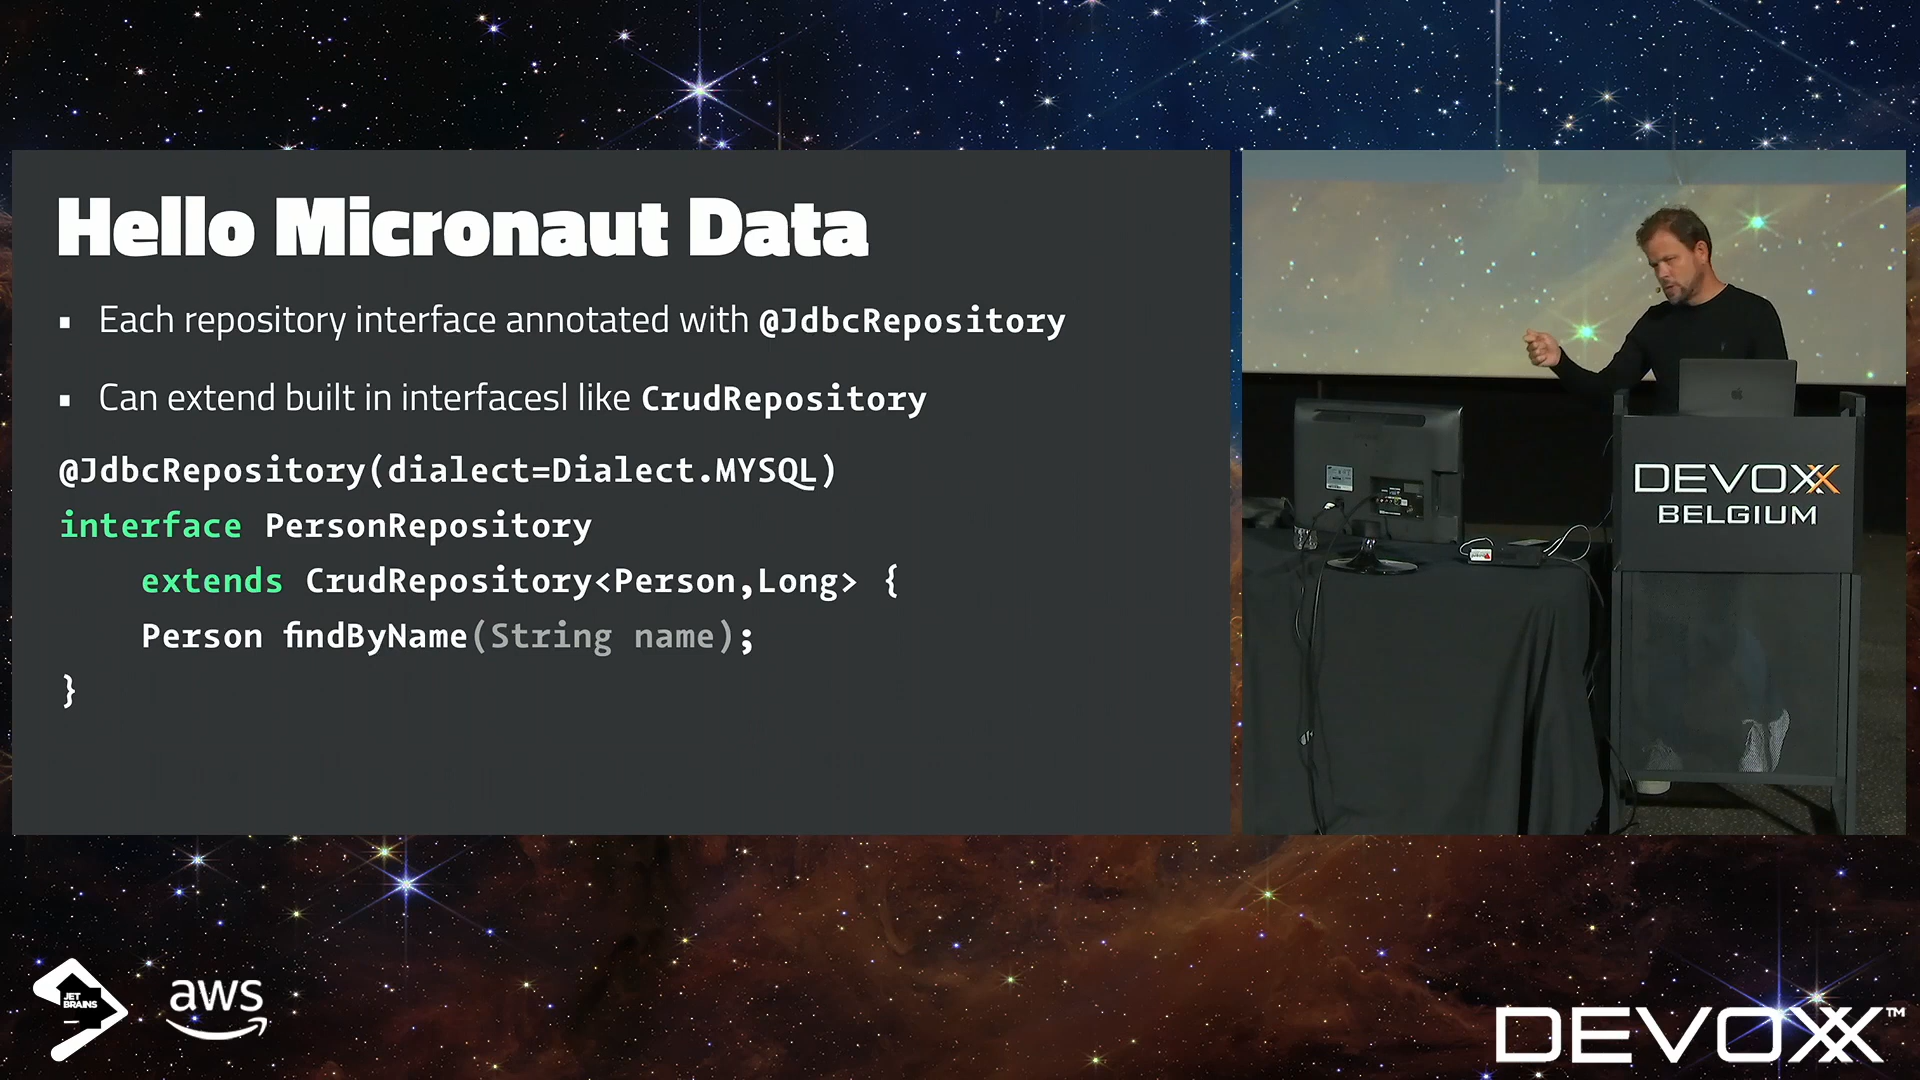 Hello Micronaut Data
▪ Each repository interface annotated with @JdbcRepository
▪ Can extend built in interfacesl like CrudRepository
@JdbcRepository(dialect=Dialect.MYSQL)
interface PersonRepository
extends CrudRepository<Person,Long> {
Person findByName(String name);
}
DEVOXX
BELGIUM
JET
BRAINS
aws
DEVOXX™